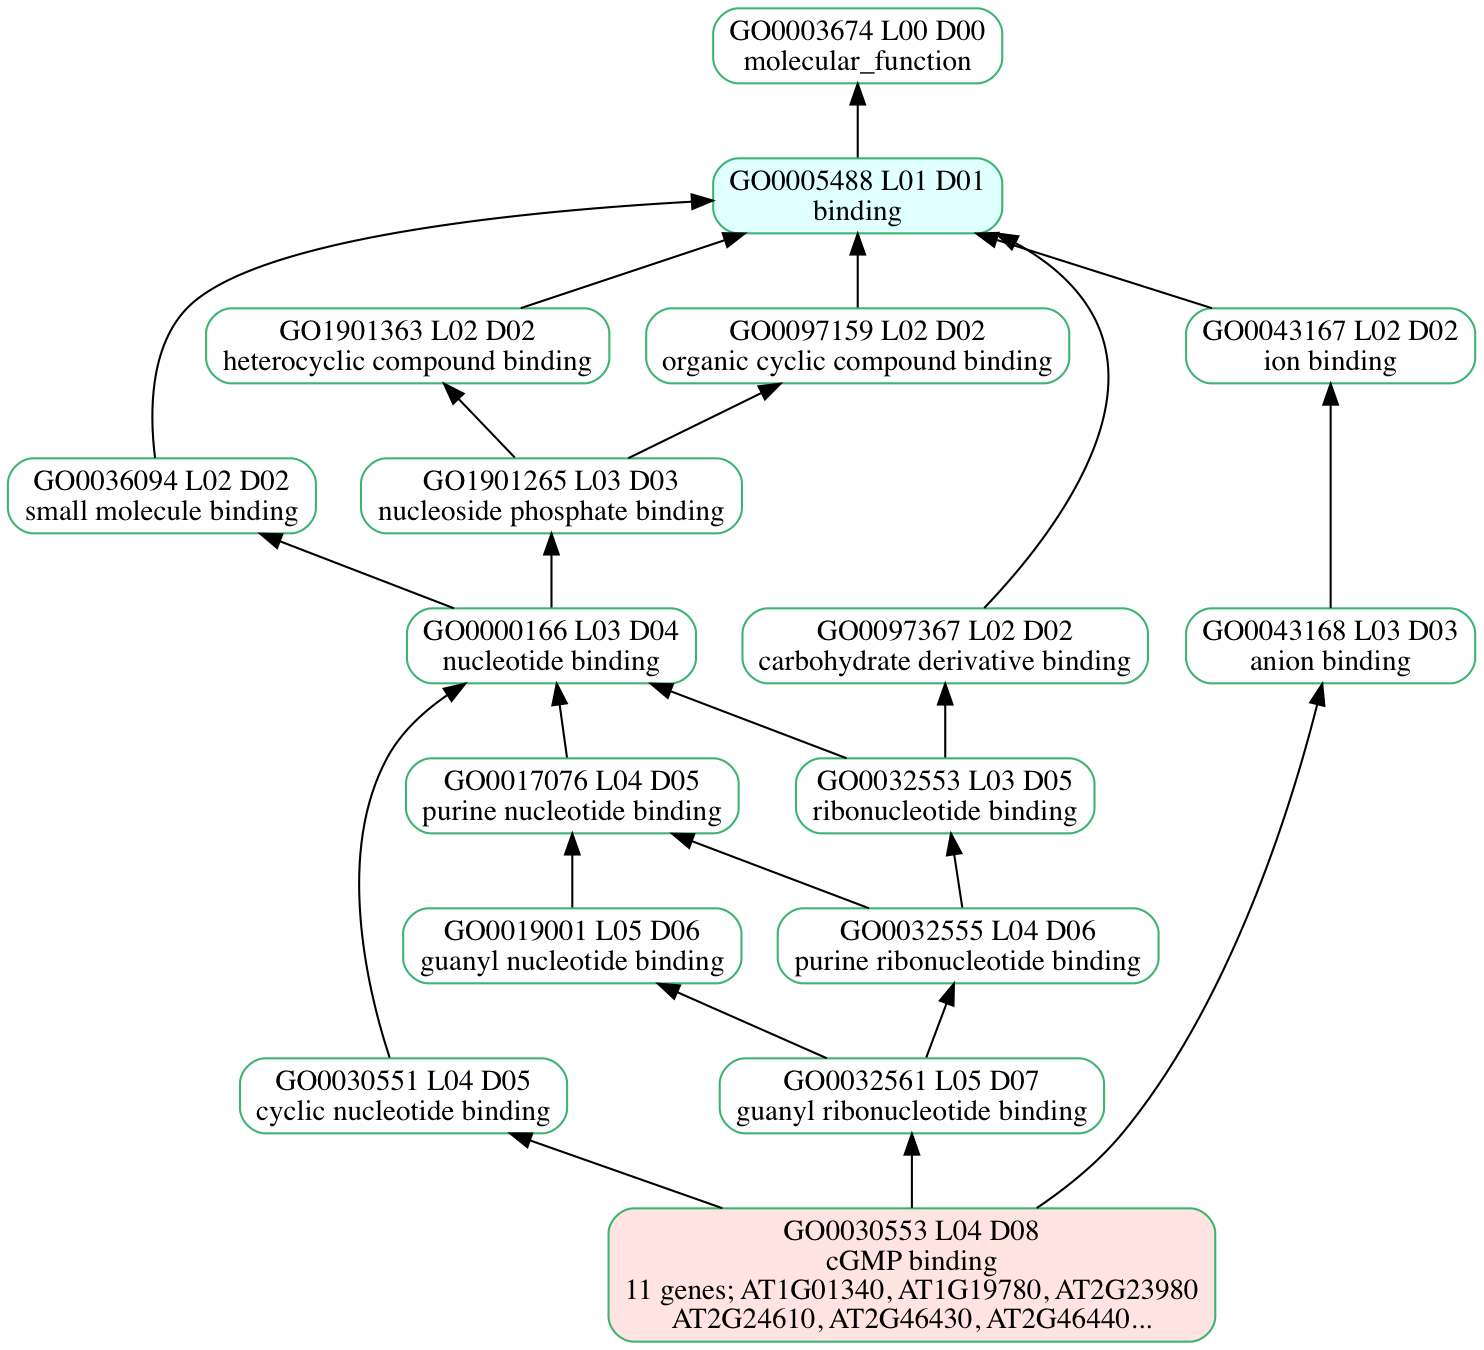 GO0003674 L00 D00
molecular_function
GO0005488 L01 D01
binding
GO1901363 L02 D02
heterocyclic compound binding
GO0097159 L02 D02
organic cyclic compound binding
GO0043167 L02 D02
ion binding
GO0036094 L02 D02
small molecule binding
GO1901265 L03 D03
nucleoside phosphate binding
GO0000166 L03 D04
nucleotide binding
GO0097367 L02 D02
carbohydrate derivative binding
GO0043168 L03 D03
anion binding
GO0017076 L04 D05
purine nucleotide binding
GO0032553 L03 D05
ribonucleotide binding
GO0019001 L05 D06
guanyl nucleotide binding
GO0032555 L04 D06
purine ribonucleotide binding
GO0030551 L04 D05
cyclic nucleotide binding
GO0032561 L05 D07
guanyl ribonucleotide binding
GO0030553 L04 D08
cGMP binding
11 genes; AT1G01340, AT1G19780, AT2G23980
AT2G24610, AT2G46430, AT2G46440...